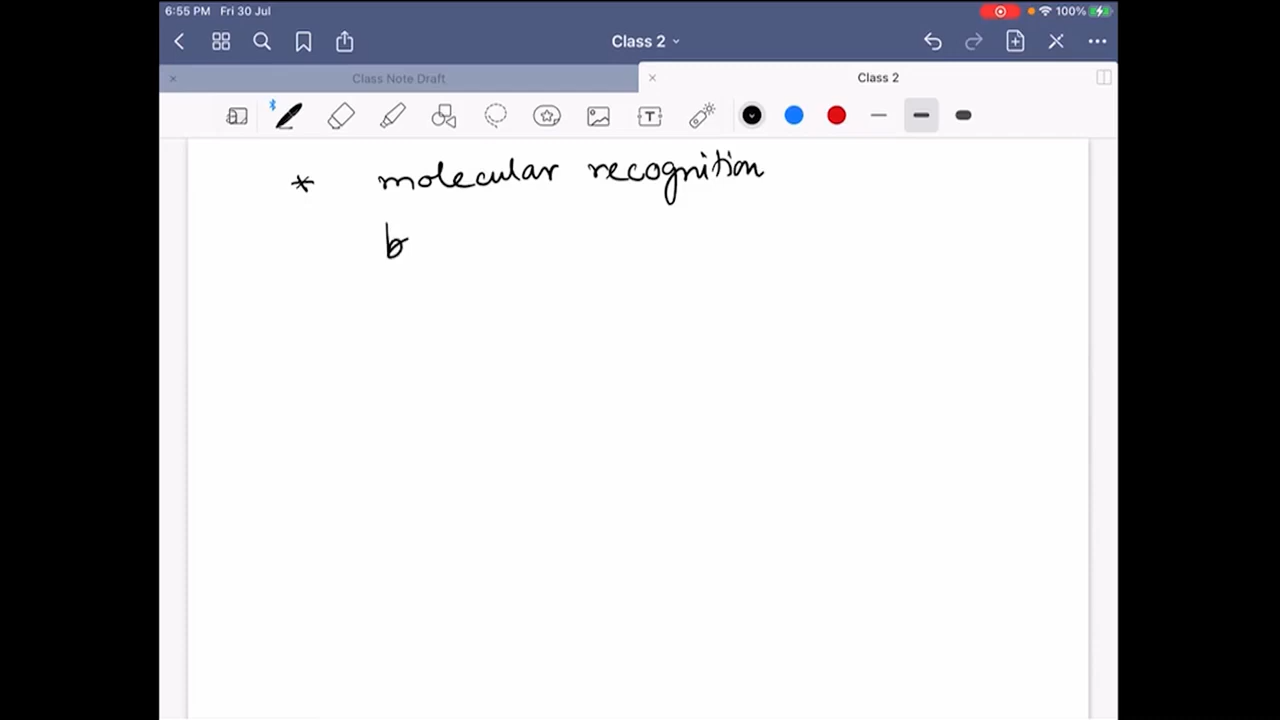 6:55 PM Fri 30 Jul 100%
Class 2
Class Note Draft Class 2
T
* molecular recognition
b